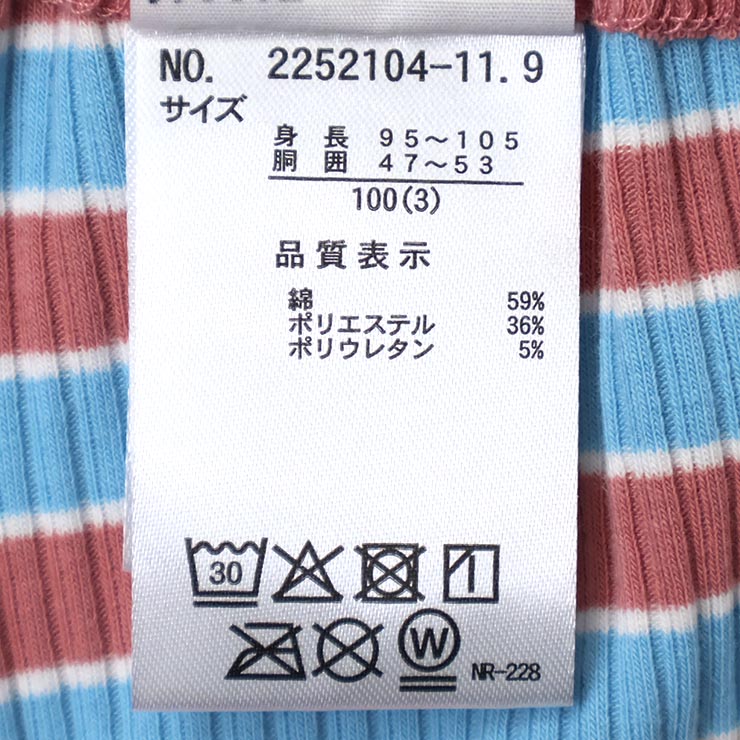 NO. 2252104-11.9
サイズ
身長 95～105
胴囲 47～53
100(3)
品質表示
綿 59%
ポリエステル 36%
ポリウレタン 5%
30
W
NR-228